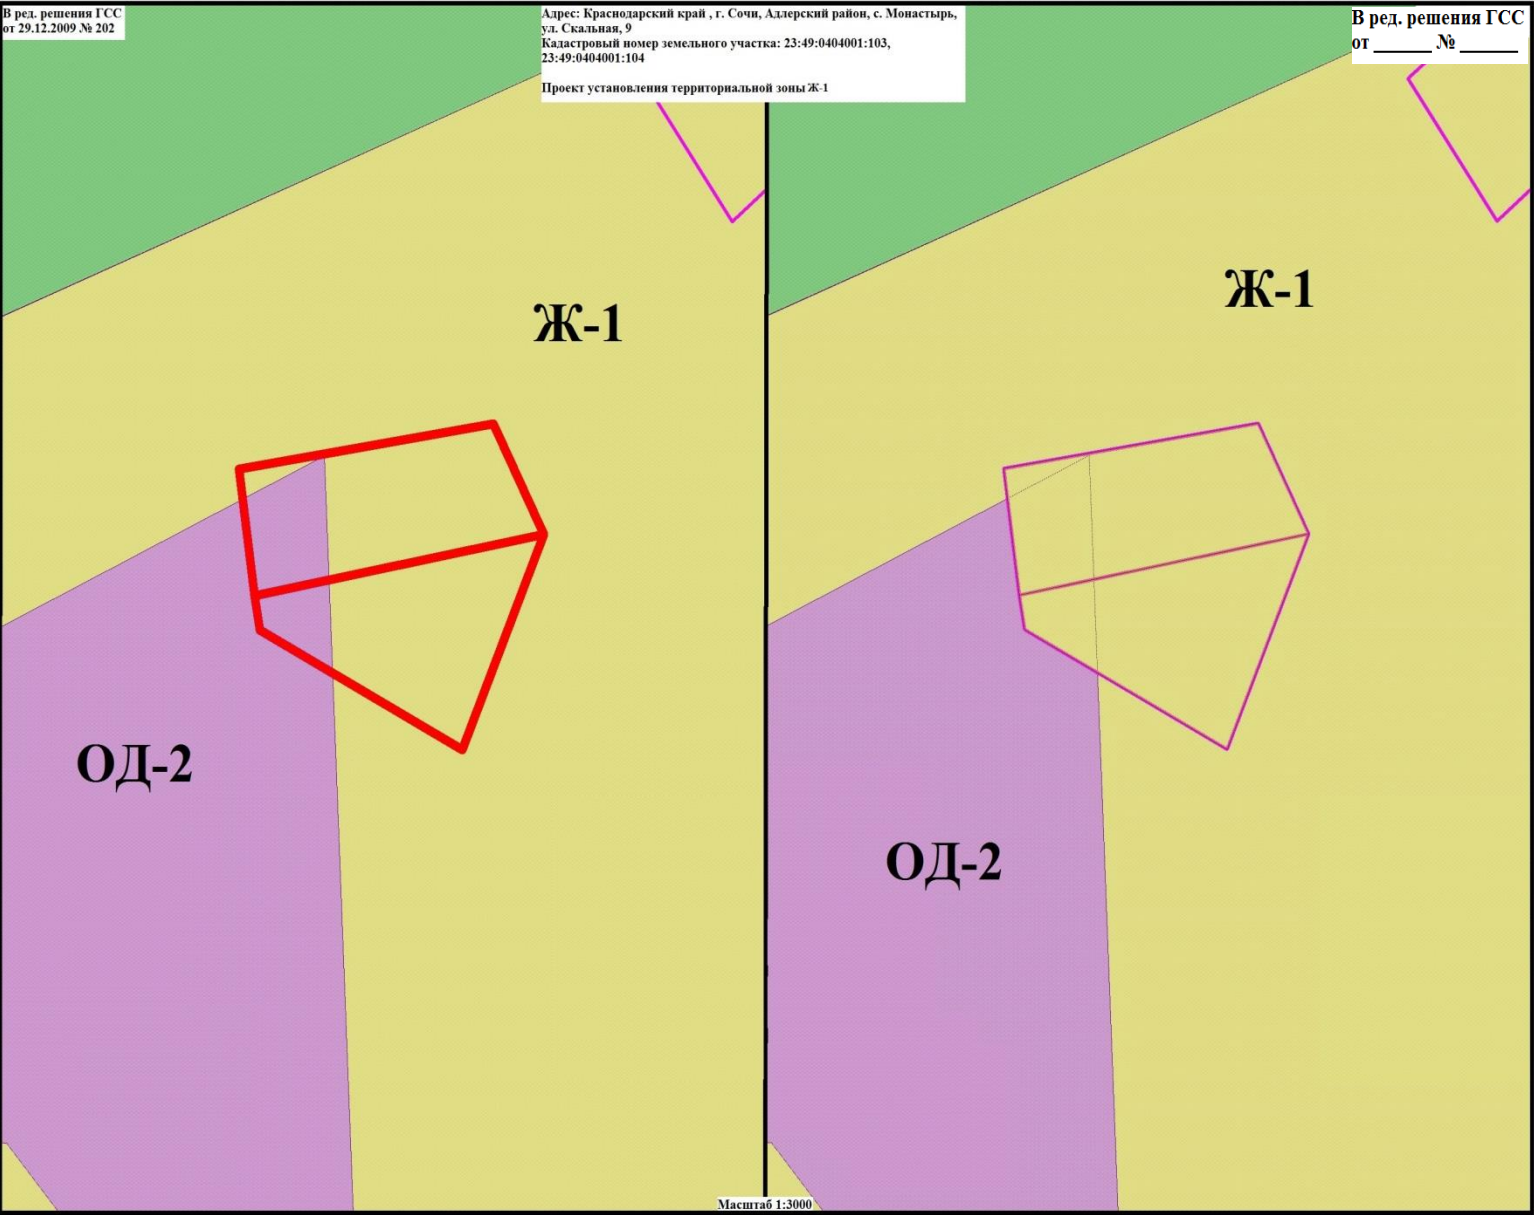 В ред. решения ГСС
от 29.12.2009 № 202
Адрес: Краснодарский край , г. Сочи, Адлерский район, с. Монастырь,
ул. Скальная, 9
Кадастровый номер земельного участка: 23:49:0404001:103,
23:49:0404001:104
Проект установления территориальной зоны Ж-1
В ред. решения ГСС
от ______ № ______
Ж-1
Ж-1
ОД-2
ОД-2
Масштаб 1:3000